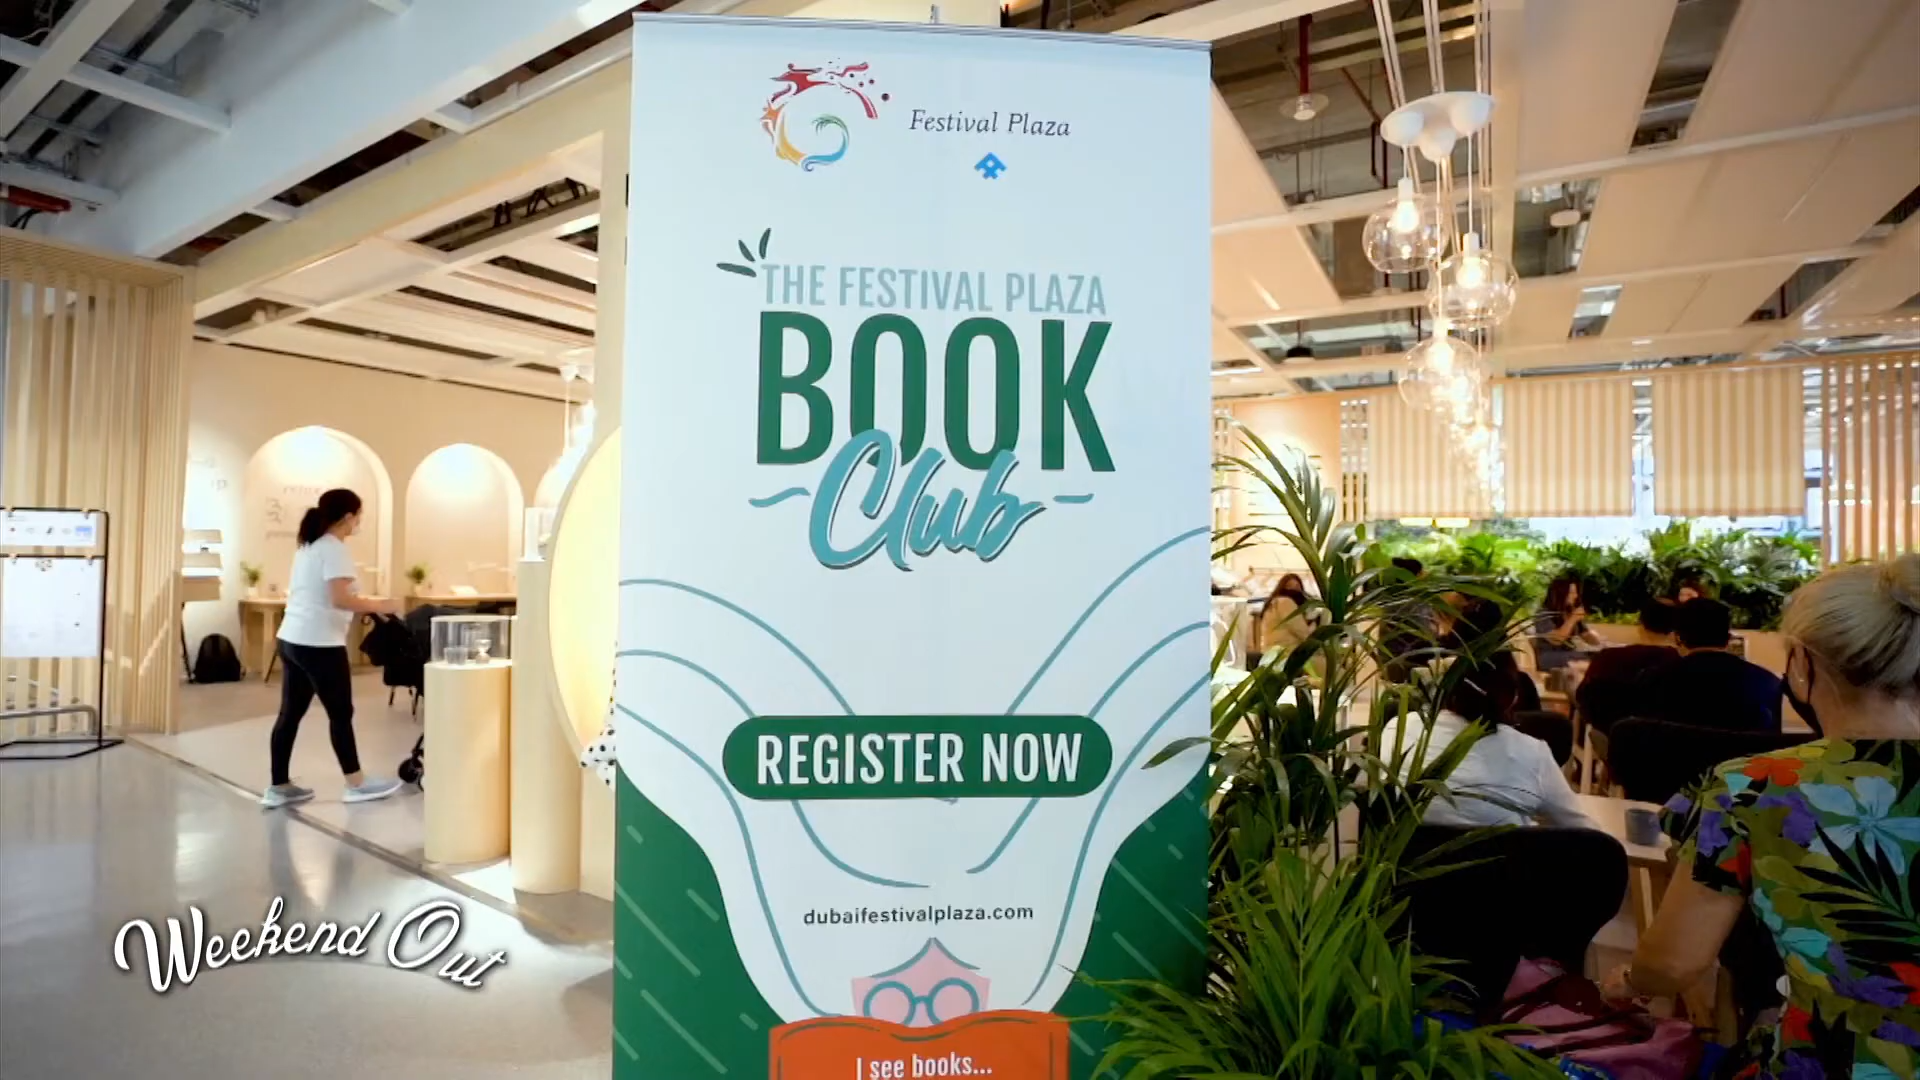 Festival Plaza
THE FESTIVAL PLAZA
BOOK
Club
REGISTER NOW
dubaifestivalplaza.com
I see books...
Weekend Out